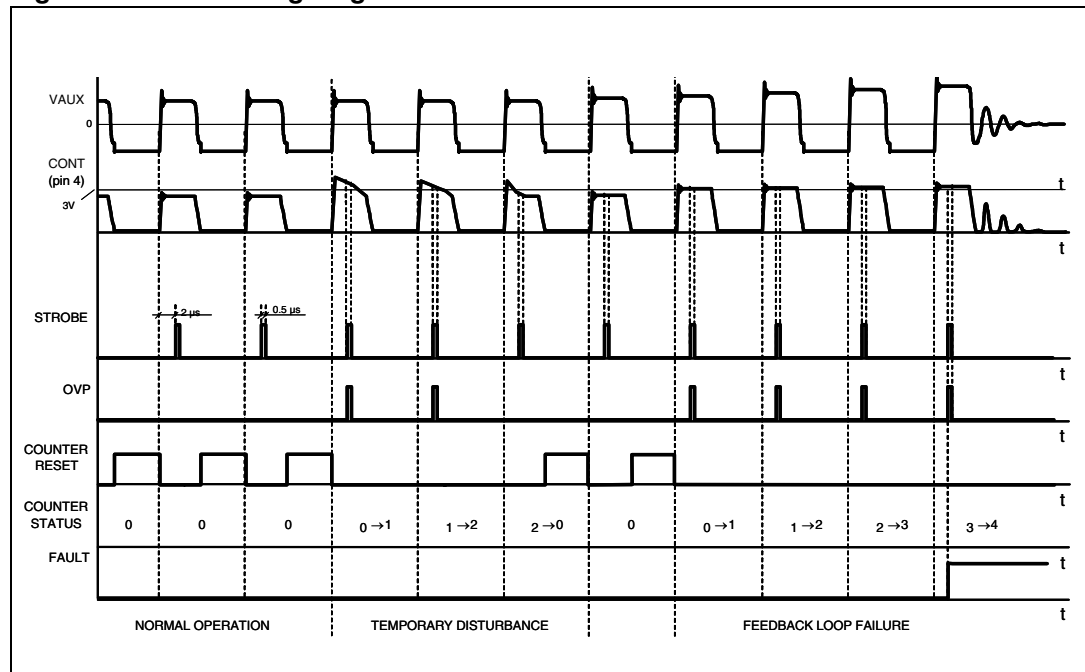 VAUX
0
CONT
(pin 4)
t
3V
t
2 µs
0.5 µs
STROBE
t
OVP
t
COUNTER
RESET
t
COUNTER
STATUS
0 0 0 0 →1 1 →2 2 →0 0 0 →1 1 →2 2 →3 3 →4
FAULT
t
t
NORMAL OPERATION TEMPORARY DISTURBANCE FEEDBACK LOOP FAILURE